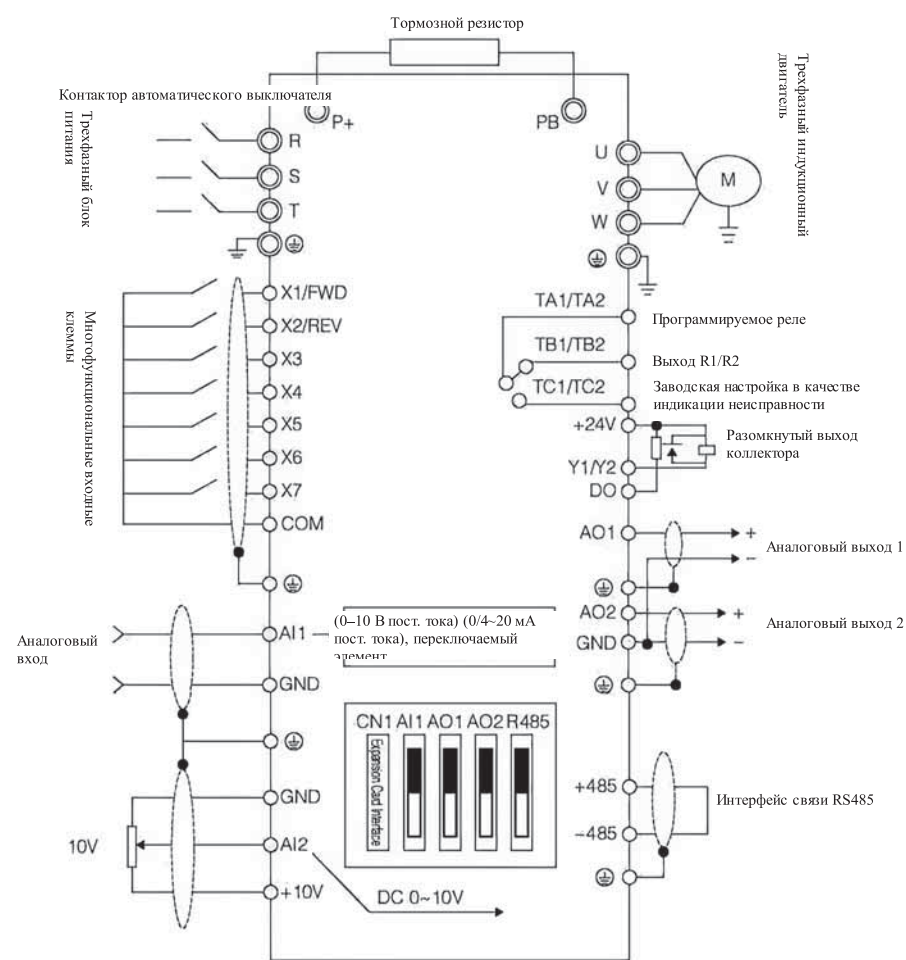 Тормозной резистор
Контактор автоматического выключателя
P+
PB
Трехфазный блок
питания
R
S
T
Трехфазный индукционный
двигатель
U
V
W
M
Многофункциональные входные
клеммы
X1/FWD
X2/REV
X3
X4
X5
X6
X7
COM
TA1/TA2
Программируемое реле
TB1/TB2
Выход R1/R2
TC1/TC2
Заводская настройка в качестве
индикации неисправности
+24V
Разомкнутый выход
коллектора
Y1/Y2
DO
AO1
+
−
Аналоговый выход 1
AO2
+
Аналоговый выход 2
GND
−
Аналоговый
вход
AI1
(0–10 В пост. тока) (0/4~20 мА
пост. тока), переключаемый
элемент
GND
CN1 AI1 AO1 AO2 R485
Expansion Card Interface
GND
10V
AI2
+10V
DC 0~10V
+485
Интерфейс связи RS485
−485